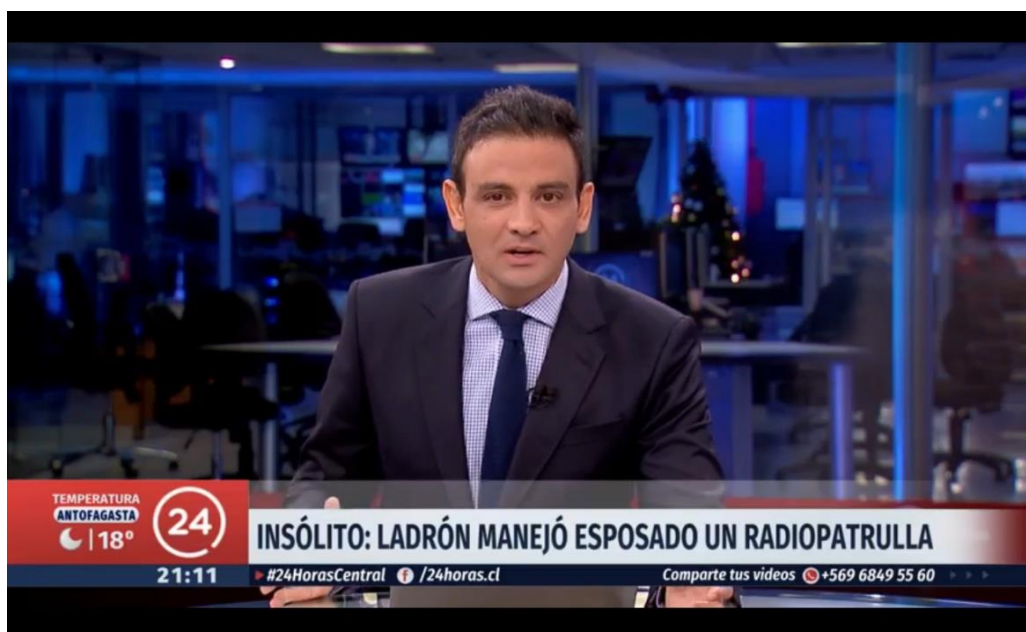 TEMPERATURA
ANTOFAGASTA
18°
24
INSÓLITO: LADRÓN MANEJÓ ESPOSADO UN RADIOPATRULLA
21:11
#24HorasCentral /24horas.cl
Comparte tus videos +569 6849 55 60